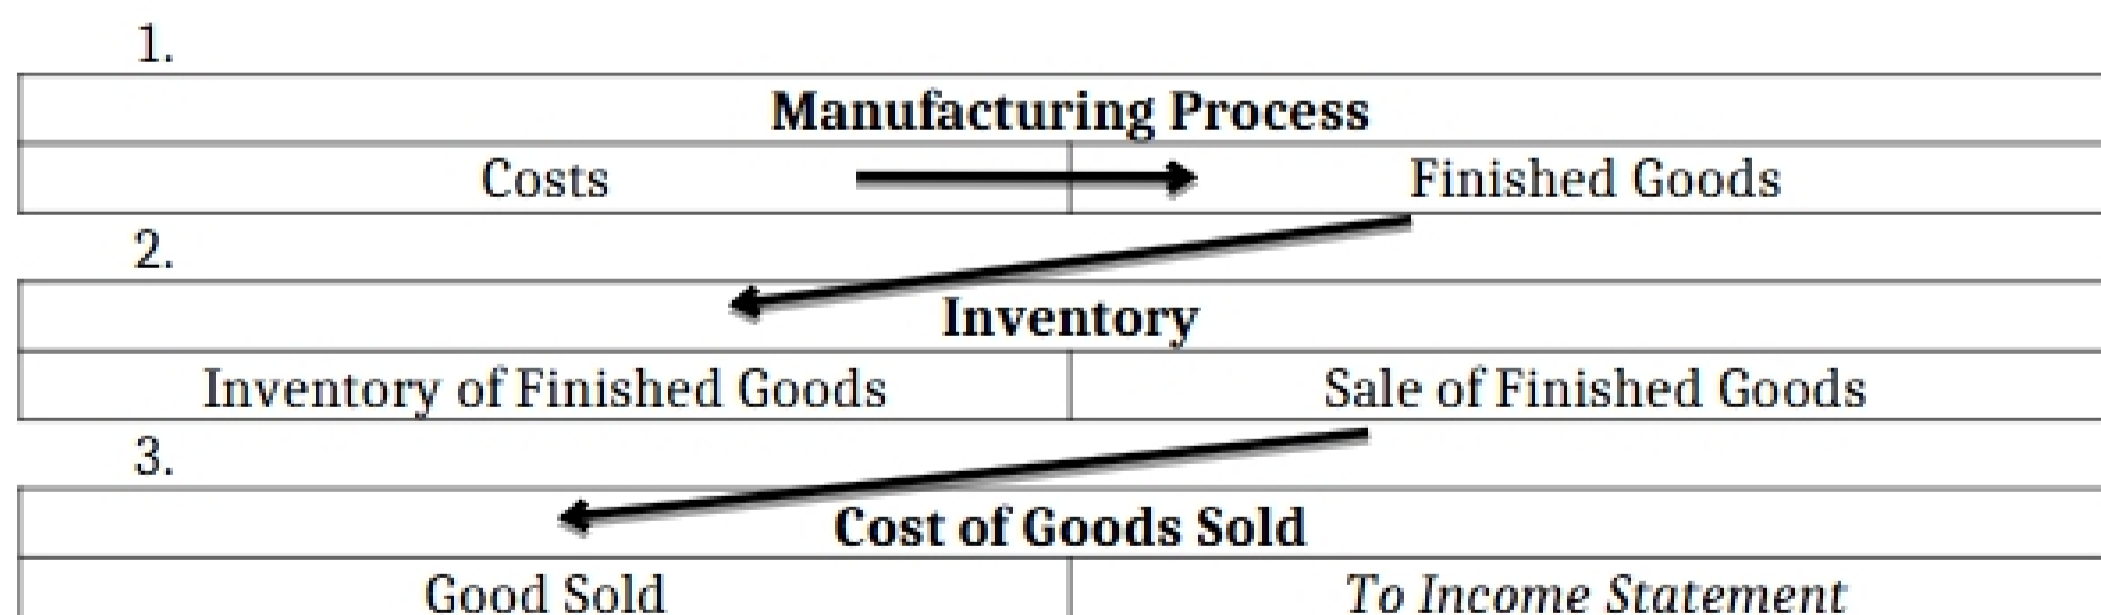 1.
Manufacturing Process
Costs Finished Goods
2.
Inventory
Inventory of Finished Goods Sale of Finished Goods
3.
Cost of Goods Sold
Good Sold To Income Statement